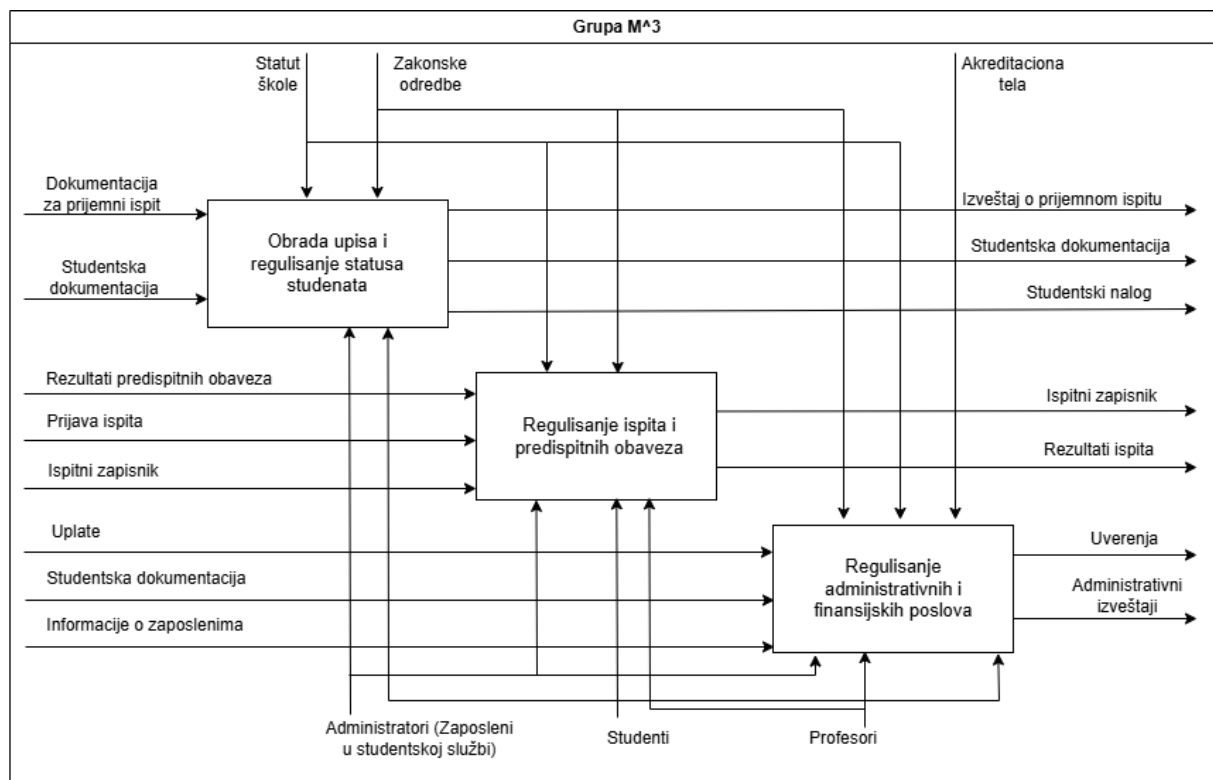 Grupa M^3
Statut
škole
Zakonske
odredbe
Akreditaciona
tela
Dokumentacija
za prijemni ispit
Studentska
dokumentacija
Obrada upisa i
regulisanje statusa
studenata
Izveštaj o prijemnom ispitu
Studentska dokumentacija
Studentski nalog
Rezultati predispitnih obaveza
Prijava ispita
Ispitni zapisnik
Regulisanje ispita i
predispitnih obaveza
Ispitni zapisnik
Rezultati ispita
Uplate
Studentska dokumentacija
Informacije o zaposlenima
Regulisanje
administrativnih i
finansijskih poslova
Uverenja
Administrativni
izveštaji
Administratori (Zaposleni
u studentskoj službi)
Studenti
Profesori